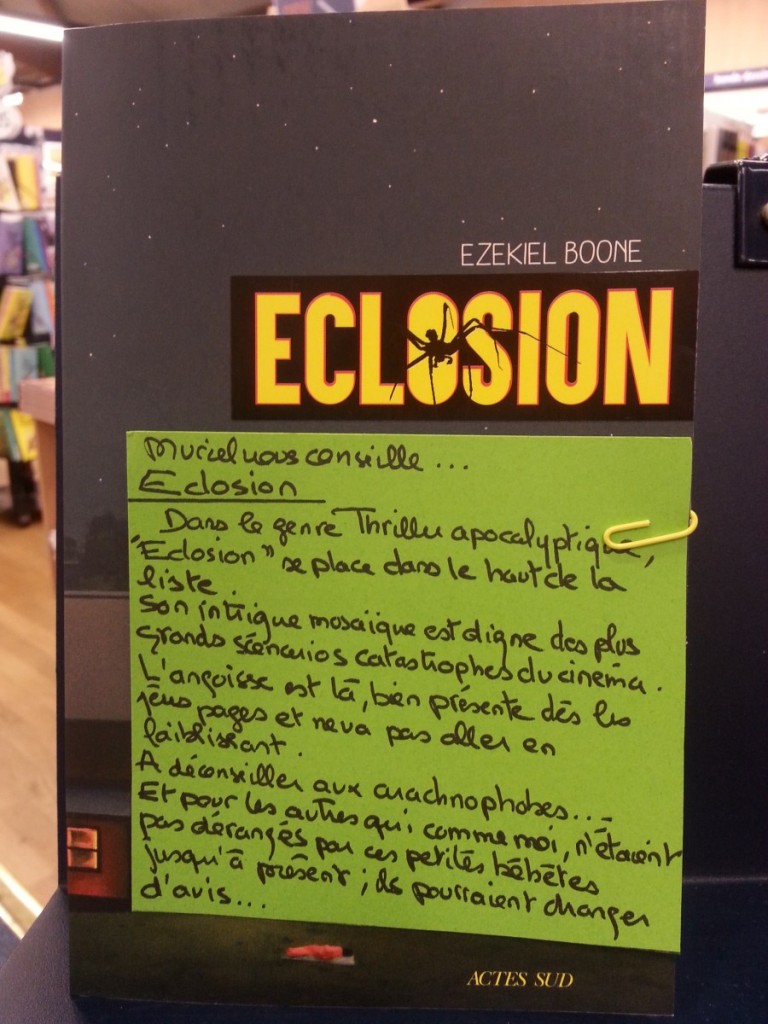 EZEKIEL BOONE
ECLOSION
Muriel nous conseille ...
Eclosion
Dans le genre Thriller apocalyptique,
"Eclosion" se place dans le haut de la
liste.
Son intrigue mosaïque est digne des plus
grands scénarios catastrophes du cinéma.
L'angoisse est là, bien présente dès les
1ères pages et ne va pas aller en
faiblissant.
A déconseiller aux arachnophobes...
Et pour les autres qui comme moi, n'étaient
pas dérangés par ces petites bébêtes
jusqu'à présent ; ils pourraient changer
d'avis...
ACTES SUD